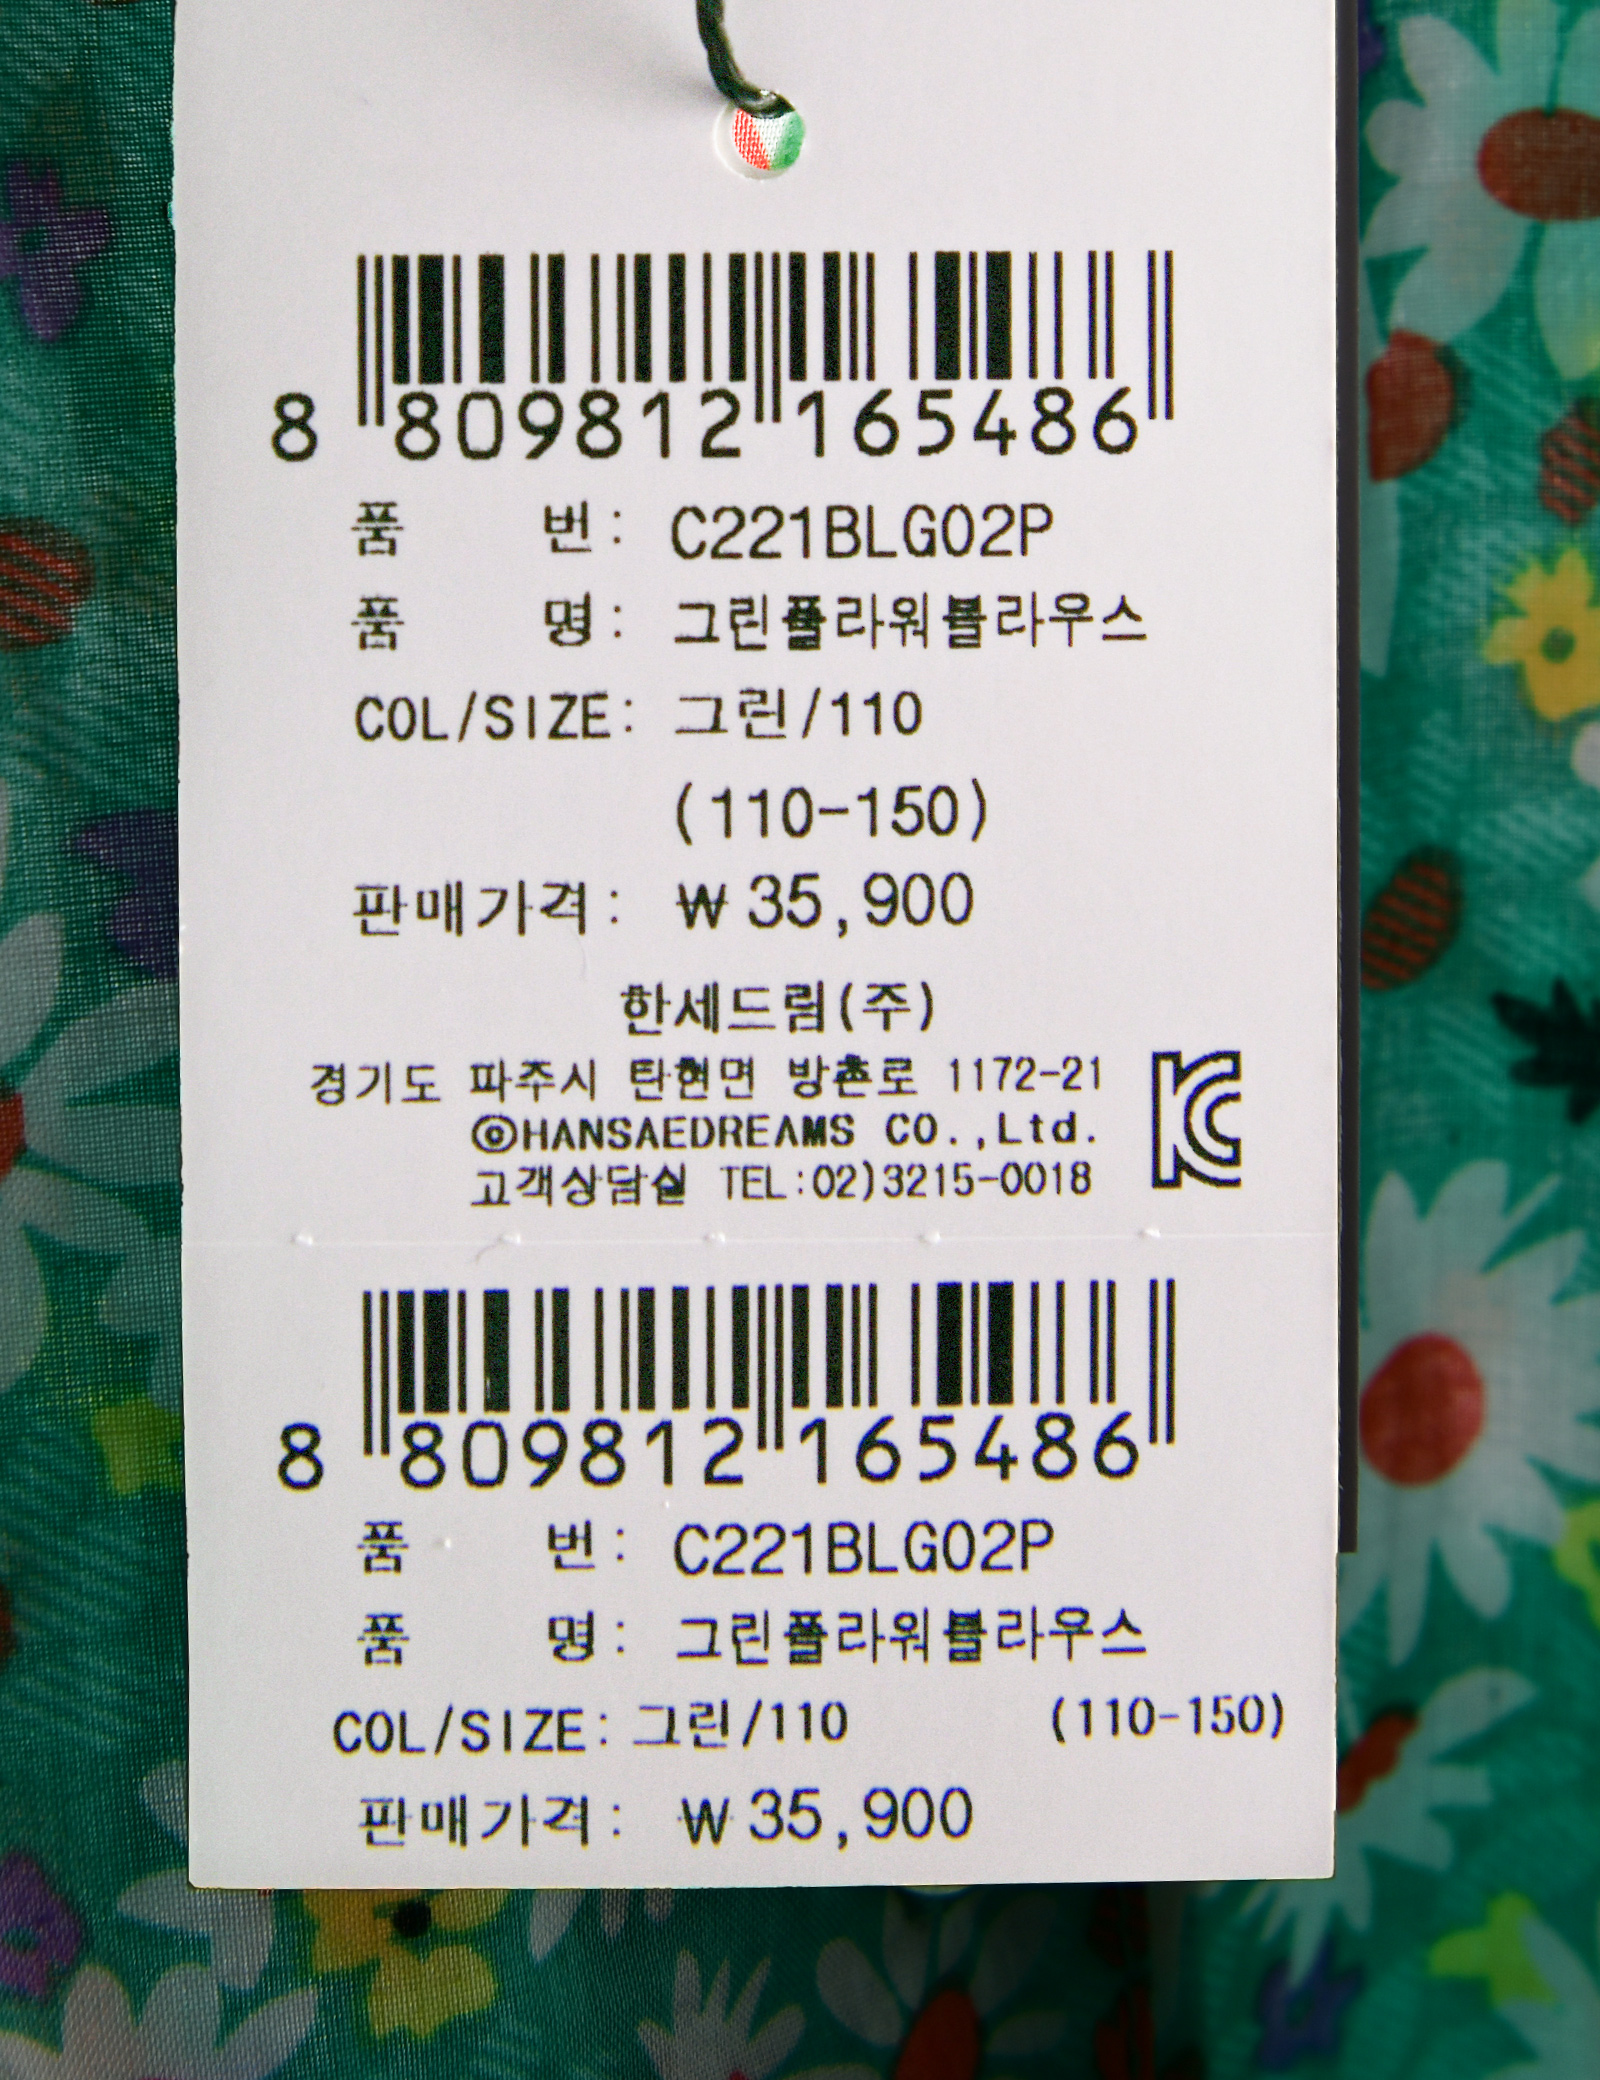 8 809812 165486
품 번: C221BLG02P
품 명: 그린플라워블라우스
COL/SIZE: 그린/110
(110-150)
판매가격: ₩35,900
한세드림(주)
경기도 파주시 탄현면 방촌로 1172-21
©HANSAEDREAMS CO.,Ltd.
고객상담실 TEL:02)3215-0018
KC
8 809812 165486
품 번: C221BLG02P
품 명: 그린플라워블라우스
COL/SIZE: 그린/110 (110-150)
판매가격: ₩35,900